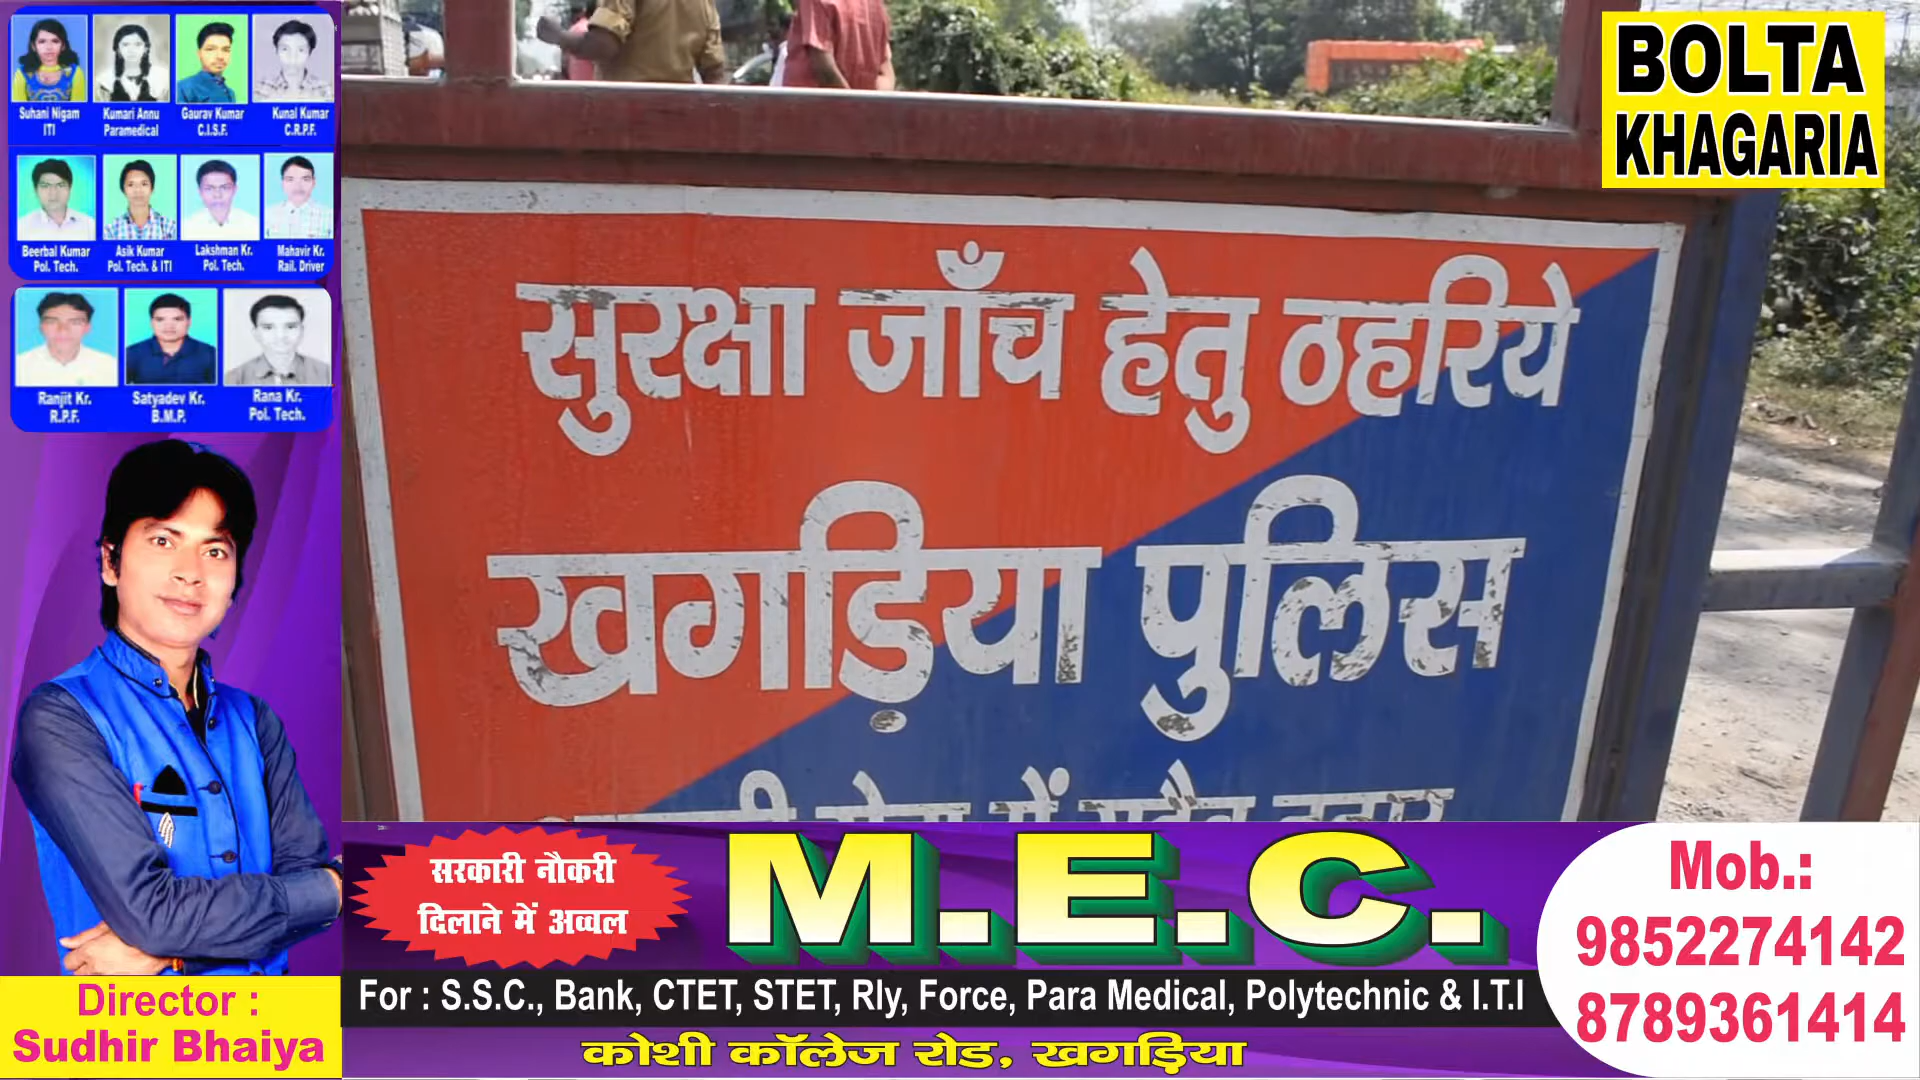 Suhani Nigam
ITI
Kumari Annu
Paramedical
Gaurav Kumar
C.I.S.F.
Kunal Kumar
C.R.P.F.
Beerbal Kumar
Pol. Tech.
Asik Kumar
Pol. Tech. & ITI
Lakshman Kr.
Pol. Tech.
Mahavir Kr.
Rail. Driver
Ranjit Kr.
R.P.F.
Satyadev Kr.
B.M.P.
Rana Kr.
Pol. Tech.
Director :
Sudhir Bhaiya
BOLTA
KHAGARIA
सुरक्षा जाँच हेतु ठहरिये
खगड़िया पुलिस
में
सरकारी नौकरी
दिलाने में अव्वल
M.E.C.
For : S.S.C., Bank, CTET, STET, Rly, Force, Para Medical, Polytechnic & I.T.I
कोशी कॉलेज रोड, खगड़िया
Mob.:
9852274142
8789361414